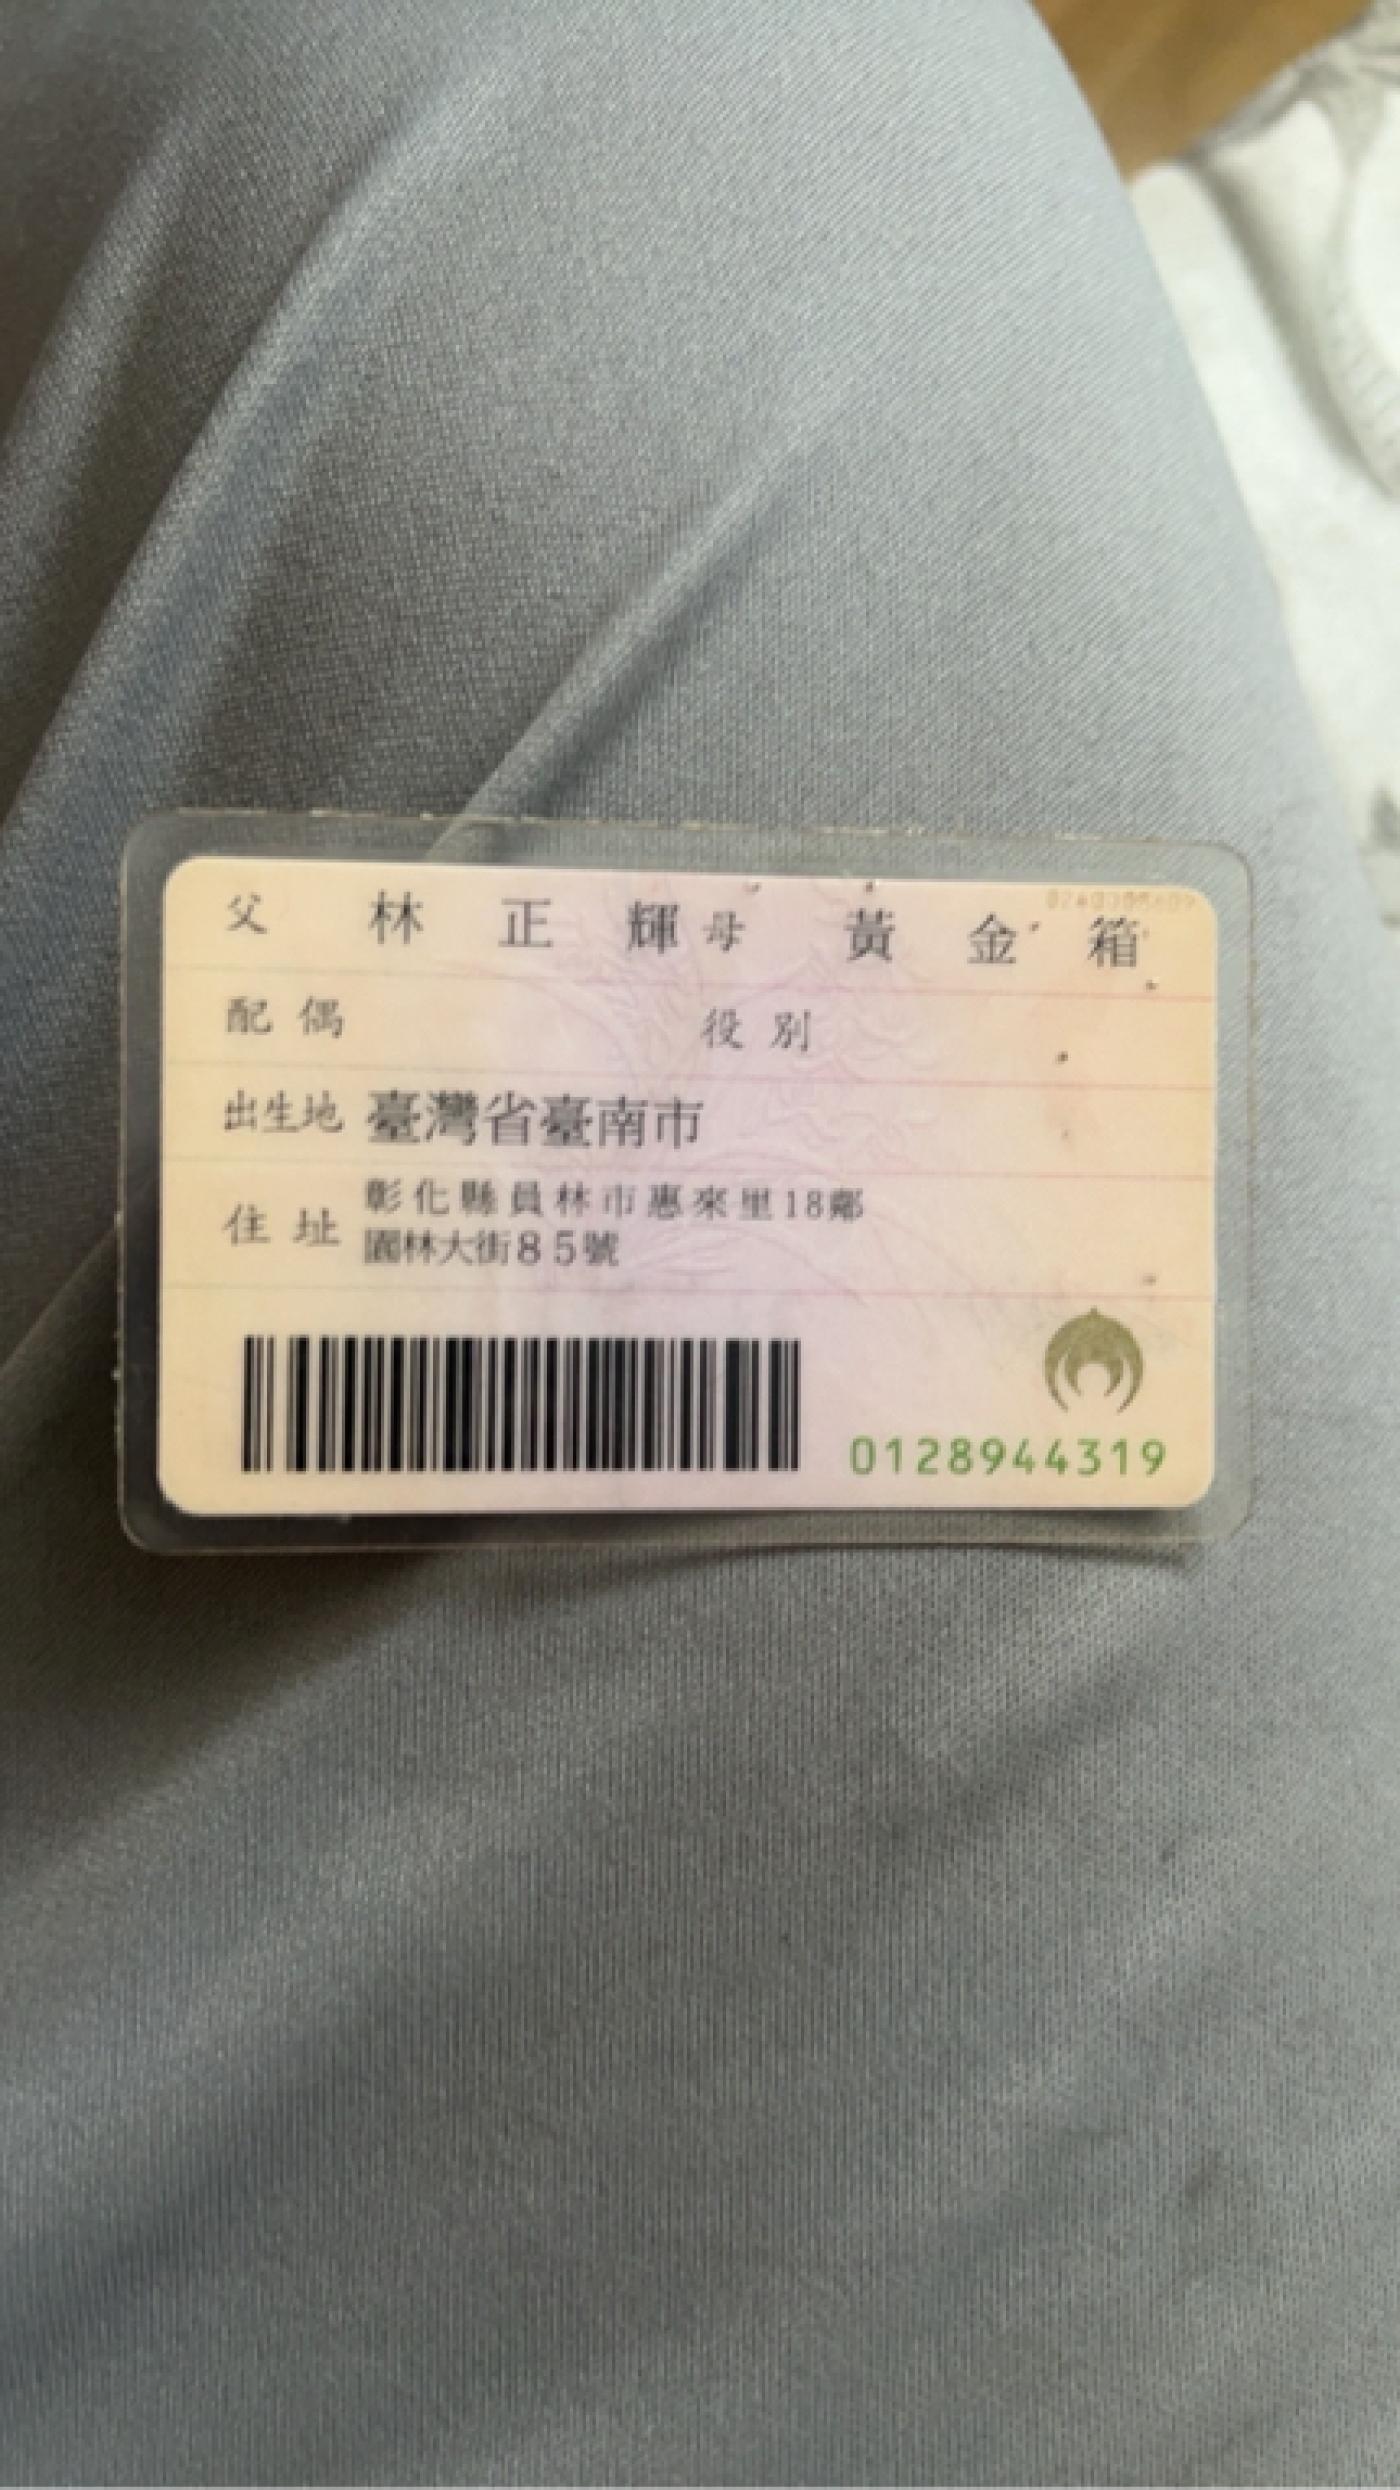 父 林正輝 母 黃金箱
配偶 役別
出生地 臺灣省臺南市
住址 彰化縣員林市惠來里18鄰
園林大街85號
0128944319